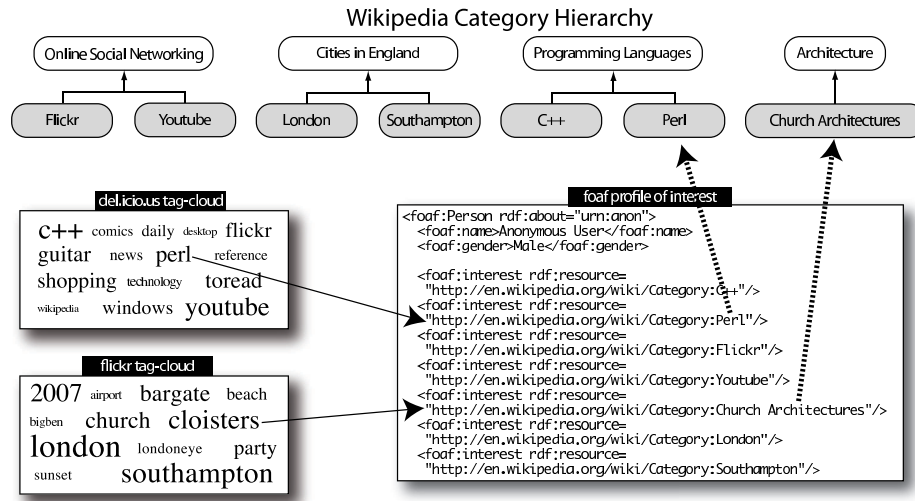 Wikipedia Category Hierarchy
Online Social Networking
Cities in England
Programming Languages
Architecture
Flickr
Youtube
London
Southampton
C++
Perl
Church Architectures
del.icio.us tag-cloud
c++ comics daily desktop flickr
guitar news perl reference
shopping technology toread
wikipedia windows youtube
flickr tag-cloud
2007 airport bargate beach
bigben church cloisters
london londoneye party
sunset southampton
foaf profile of interest
<foaf:Person rdf:about="urn:anon">
<foaf:name>Anonymous User</foaf:name>
<foaf:gender>Male</foaf:gender>
<foaf:interest rdf:resource=
"http://en.wikipedia.org/wiki/Category:C++"/>
<foaf:interest rdf:resource=
"http://en.wikipedia.org/wiki/Category:Perl"/>
<foaf:interest rdf:resource=
"http://en.wikipedia.org/wiki/Category:Flickr"/>
<foaf:interest rdf:resource=
"http://en.wikipedia.org/wiki/Category:Youtube"/>
<foaf:interest rdf:resource=
"http://en.wikipedia.org/wiki/Category:Church Architectures"/>
<foaf:interest rdf:resource=
"http://en.wikipedia.org/wiki/Category:London"/>
<foaf:interest rdf:resource=
"http://en.wikipedia.org/wiki/Category:Southampton"/>